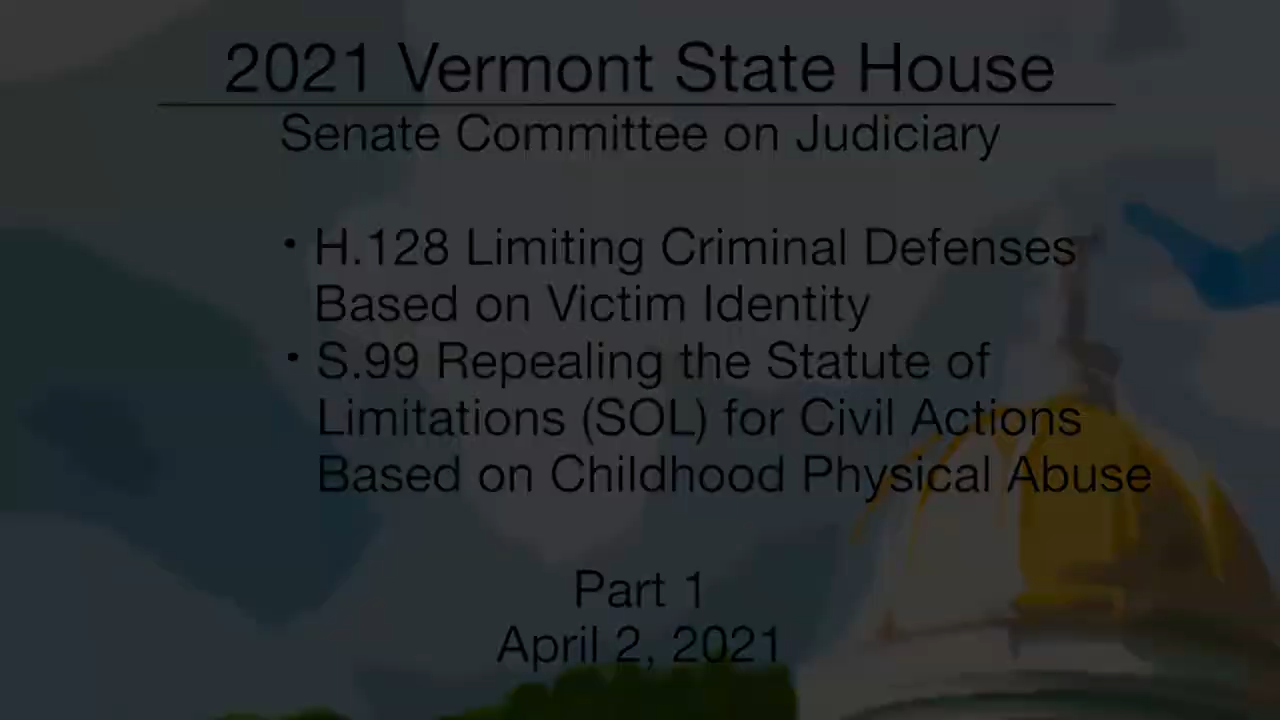 2021 Vermont State House
Senate Committee on Judiciary
• H.128 Limiting Criminal Defenses
Based on Victim Identity
• S.99 Repealing the Statute of
Limitations (SOL) for Civil Actions
Based on Childhood Physical Abuse
Part 1
April 2, 2021